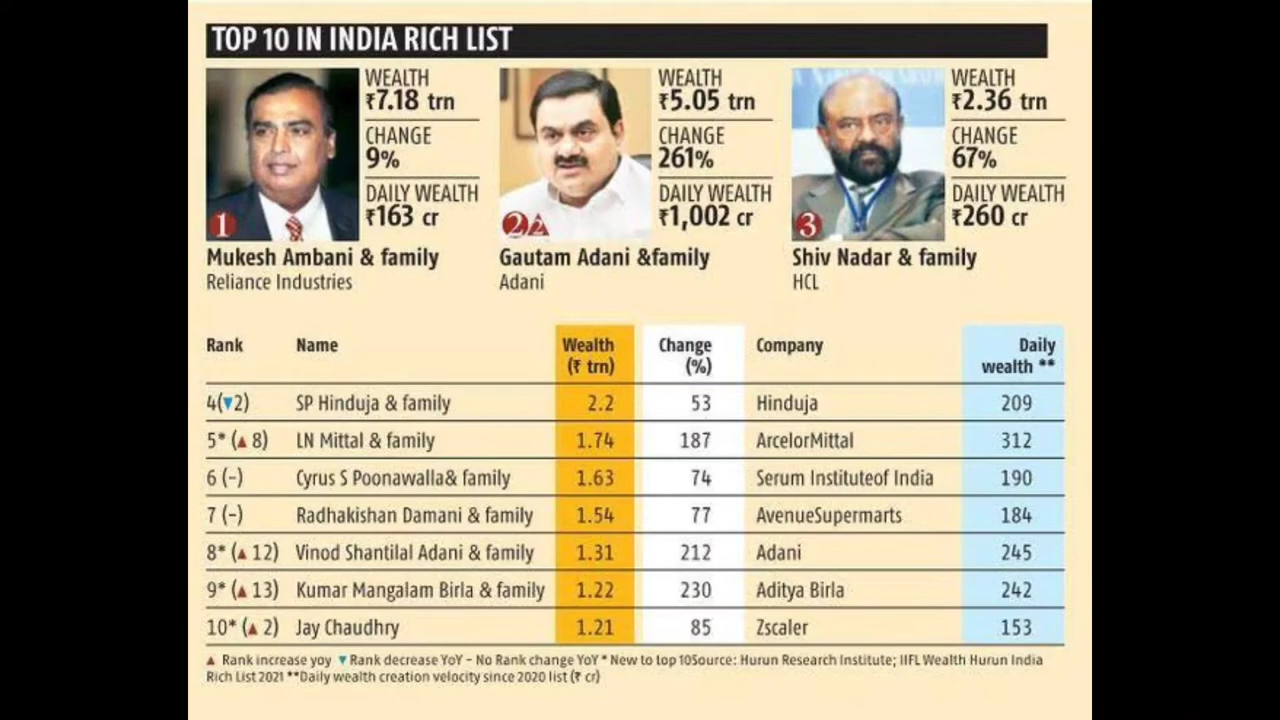 TOP 10 IN INDIA RICH LIST
WEALTH
₹7.18 trn
CHANGE
9%
DAILY WEALTH
₹163 cr
1
Mukesh Ambani & family
Reliance Industries
WEALTH
₹5.05 trn
CHANGE
261%
DAILY WEALTH
₹1,002 cr
2▲2
Gautam Adani &family
Adani
WEALTH
₹2.36 trn
CHANGE
67%
DAILY WEALTH
₹260 cr
3
Shiv Nadar & family
HCL
Rank Name Wealth (₹ trn) Change (%) Company Daily wealth **
4(▼2) SP Hinduja & family 2.2 53 Hinduja 209
5* (▲ 8) LN Mittal & family 1.74 187 ArcelorMittal 312
6 (–) Cyrus S Poonawalla& family 1.63 74 Serum Instituteof India 190
7 (–) Radhakishan Damani & family 1.54 77 AvenueSupermarts 184
8* (▲ 12) Vinod Shantilal Adani & family 1.31 212 Adani 245
9* (▲ 13) Kumar Mangalam Birla & family 1.22 230 Aditya Birla 242
10* (▲ 2) Jay Chaudhry 1.21 85 Zscaler 153
▲ Rank increase yoy ▼ Rank decrease YoY – No Rank change YoY * New to top 10Source: Hurun Research Institute; IIFL Wealth Hurun India
Rich List 2021 **Daily wealth creation velocity since 2020 list (₹ cr)